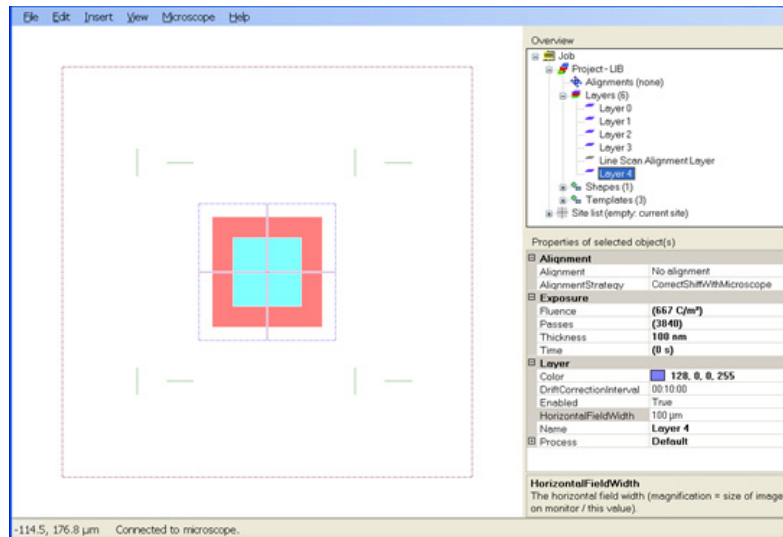 File Edit Insert View Microscope Help
Overview
Job
Project - LIB
Alignments (none)
Layers (6)
Layer 0
Layer 1
Layer 2
Layer 3
Line Scan Alignment Layer
Layer 4
Shapes (1)
Templates (3)
Site list (empty: current site)
Properties of selected object(s)
Alignment
Alignment No alignment
AlignmentStrategy CorrectShiftWithMicroscope
Exposure
Fluence (667 C/m²)
Passes (3840)
Thickness 100 nm
Time (0 s)
Layer
Color 128, 0, 0, 255
DriftCorrectionInterval 00:10:00
Enabled True
HorizontalFieldWidth 100 µm
Name Layer 4
Process Default
HorizontalFieldWidth
The horizontal field width (magnification = size of image
on monitor / this value).
-114.5, 176.8 µm Connected to microscope.